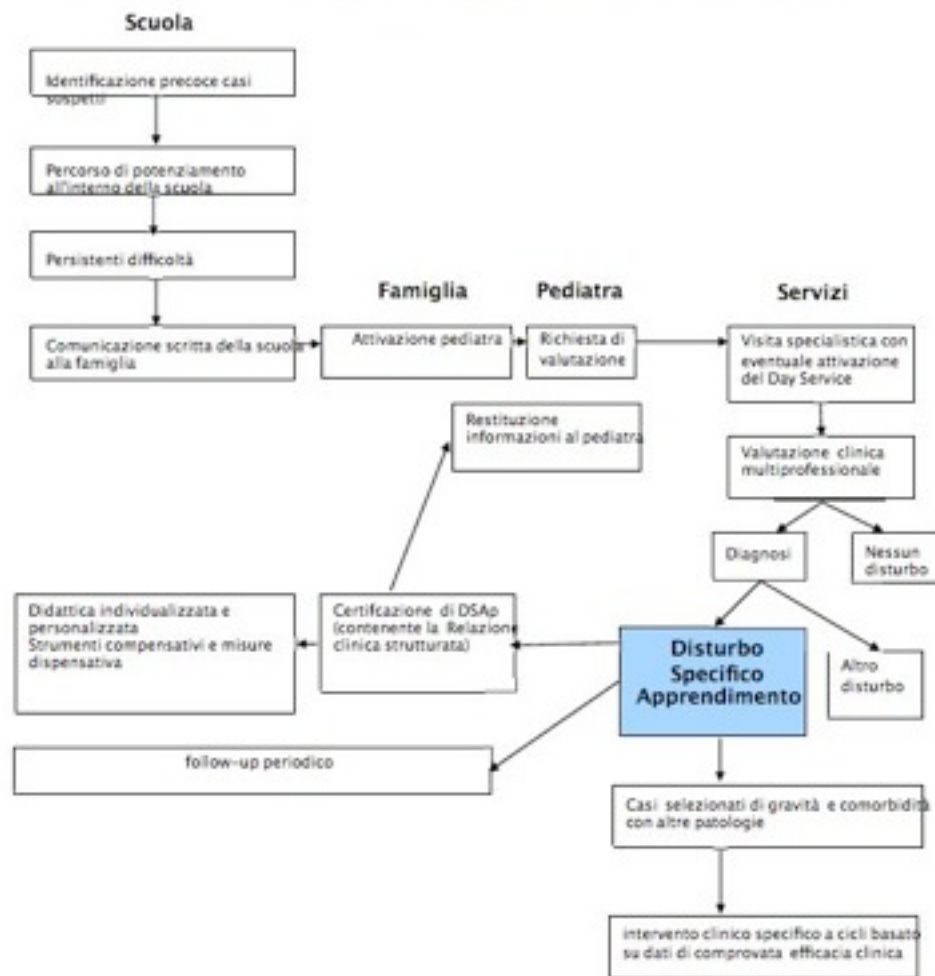 Scuola
Identificazione precoce casi
sospetti
Percorso di potenziamento
all'interno della scuola
Persistenti difficoltà
Comunicazione scritta della scuola
alla famiglia
Famiglia
Attivazione pediatra
Pediatra
Richiesta di
valutazione
Servizi
Visita specialistica con
eventuale attivazione
del Day Service
Restituzione
informazioni al pediatra
Valutazione clinica
multiprofessionale
Diagnosi
Nessun
disturbo
Didattica individualizzata e
personalizzata
Strumenti compensativi e misure
dispensativa
Certifcazione di DSAp
(contenente la Relazione
clinica strutturata)
Disturbo
Specifico
Apprendimento
Altro
disturbo
follow-up periodico
Casi selezionati di gravità e comorbidità
con altre patologie
intervento clinico specifico a cicli basato
su dati di comprovata efficacia clinica